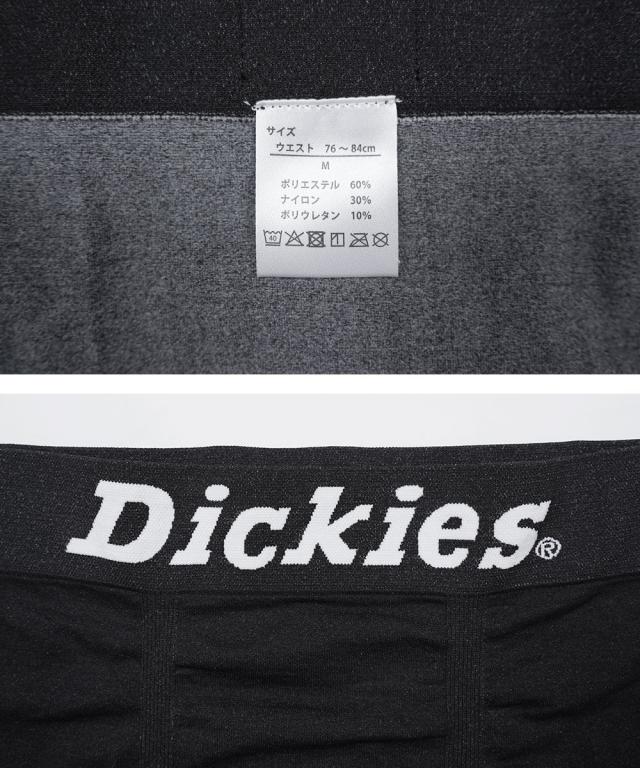 サイズ
ウエスト 76～84cm
M
ポリエステル 60%
ナイロン 30%
ポリウレタン 10%
40
Dickies®